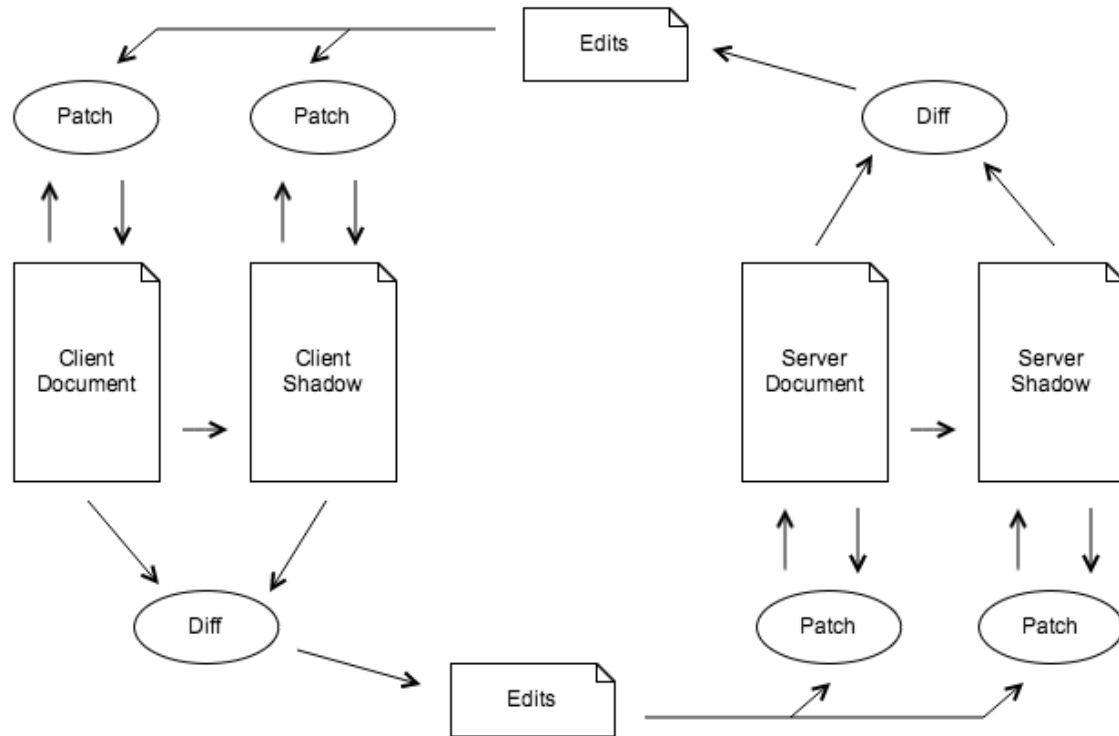 Edits
Patch
Patch
Diff
Client
Document
Client
Shadow
Server
Document
Server
Shadow
Diff
Patch
Patch
Edits